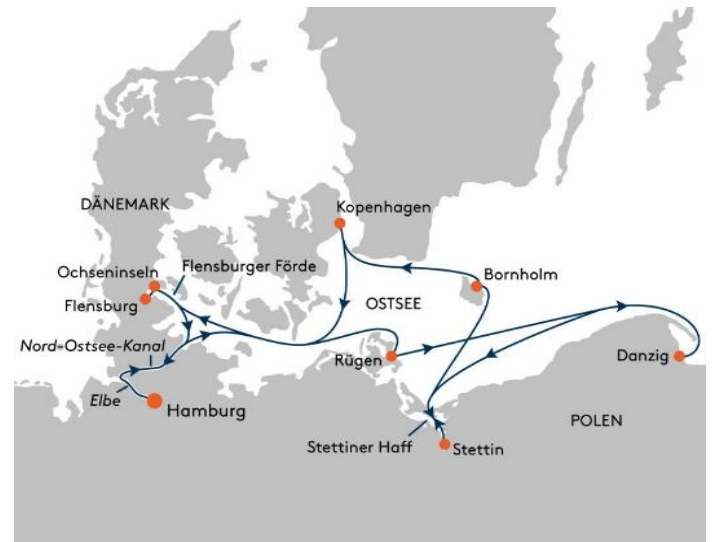 Kopenhagen
DÄNEMARK
Ochseninseln
Flensburger Förde
Bornholm
Flensburg
OSTSEE
Nord-Ostsee-Kanal
Rügen
Danzig
Elbe
Hamburg
POLEN
Stettiner Haff
Stettin